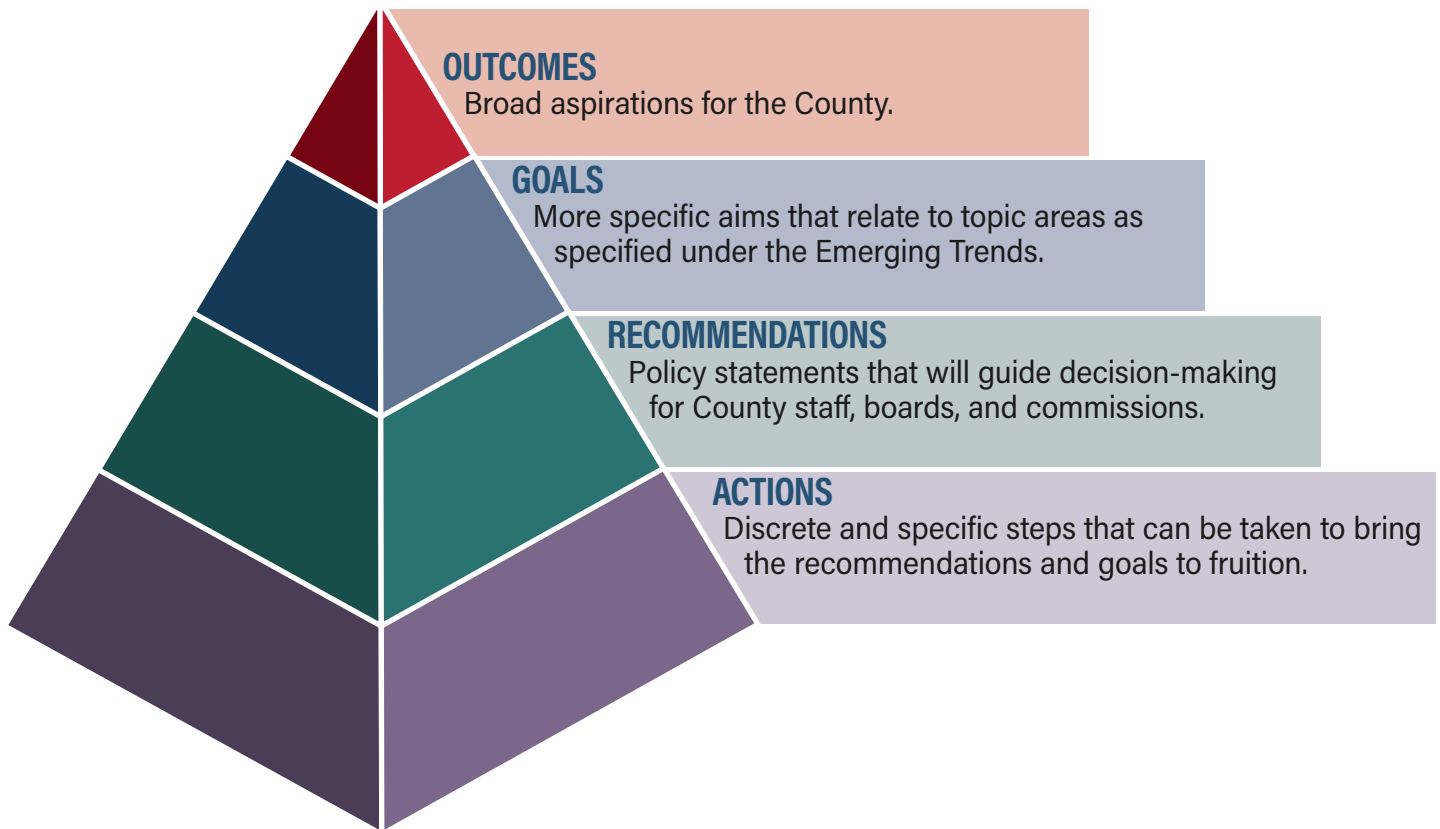 OUTCOMES
Broad aspirations for the County.
GOALS
More specific aims that relate to topic areas as
specified under the Emerging Trends.
RECOMMENDATIONS
Policy statements that will guide decision-making
for County staff, boards, and commissions.
ACTIONS
Discrete and specific steps that can be taken to bring
the recommendations and goals to fruition.